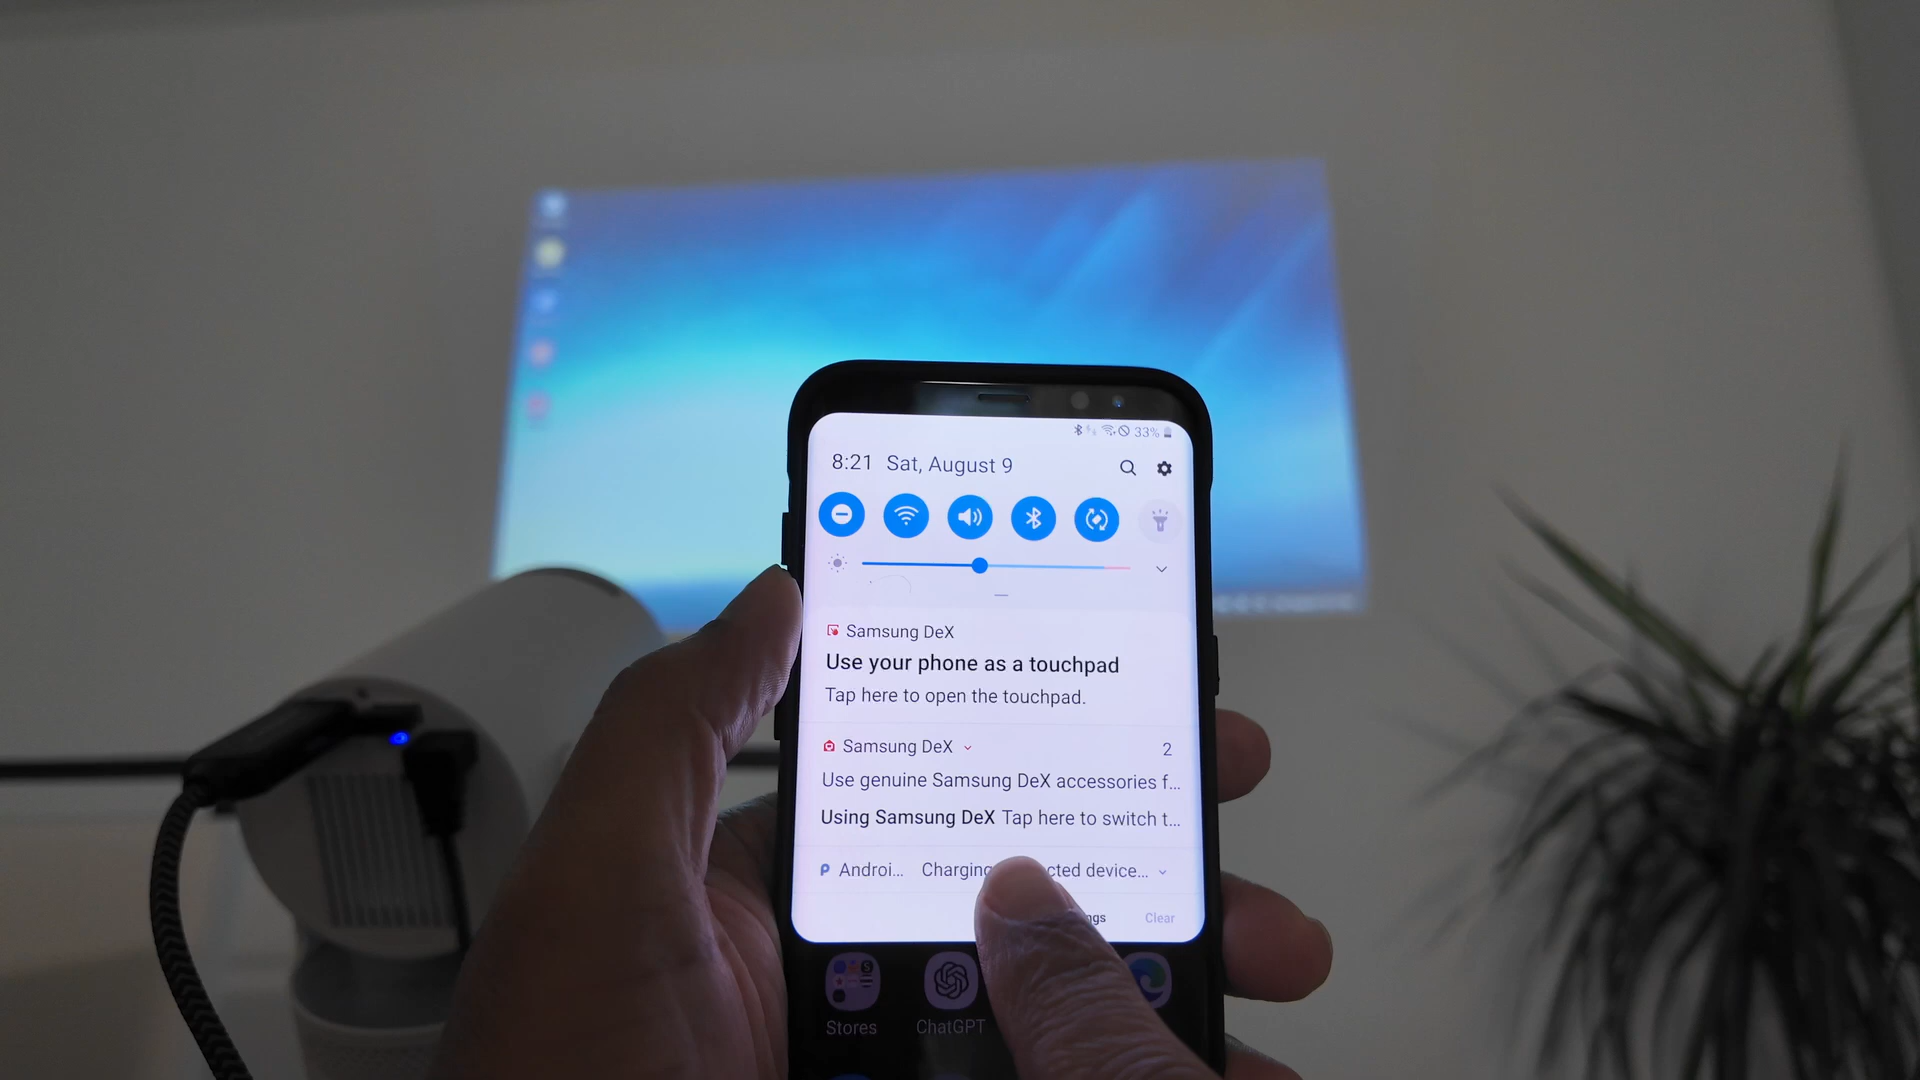 33%
8:21 Sat, August 9
Samsung DeX
Use your phone as a touchpad
Tap here to open the touchpad.
Samsung DeX 2
Use genuine Samsung DeX accessories f...
Using Samsung DeX Tap here to switch t...
Androi... Charging cted device...
ngs Clear
Stores ChatGPT